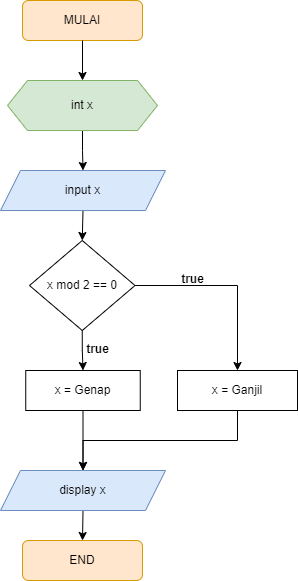 MULAI
int x
input x
x mod 2 == 0
true
true
x = Genap
x = Ganjil
display x
END